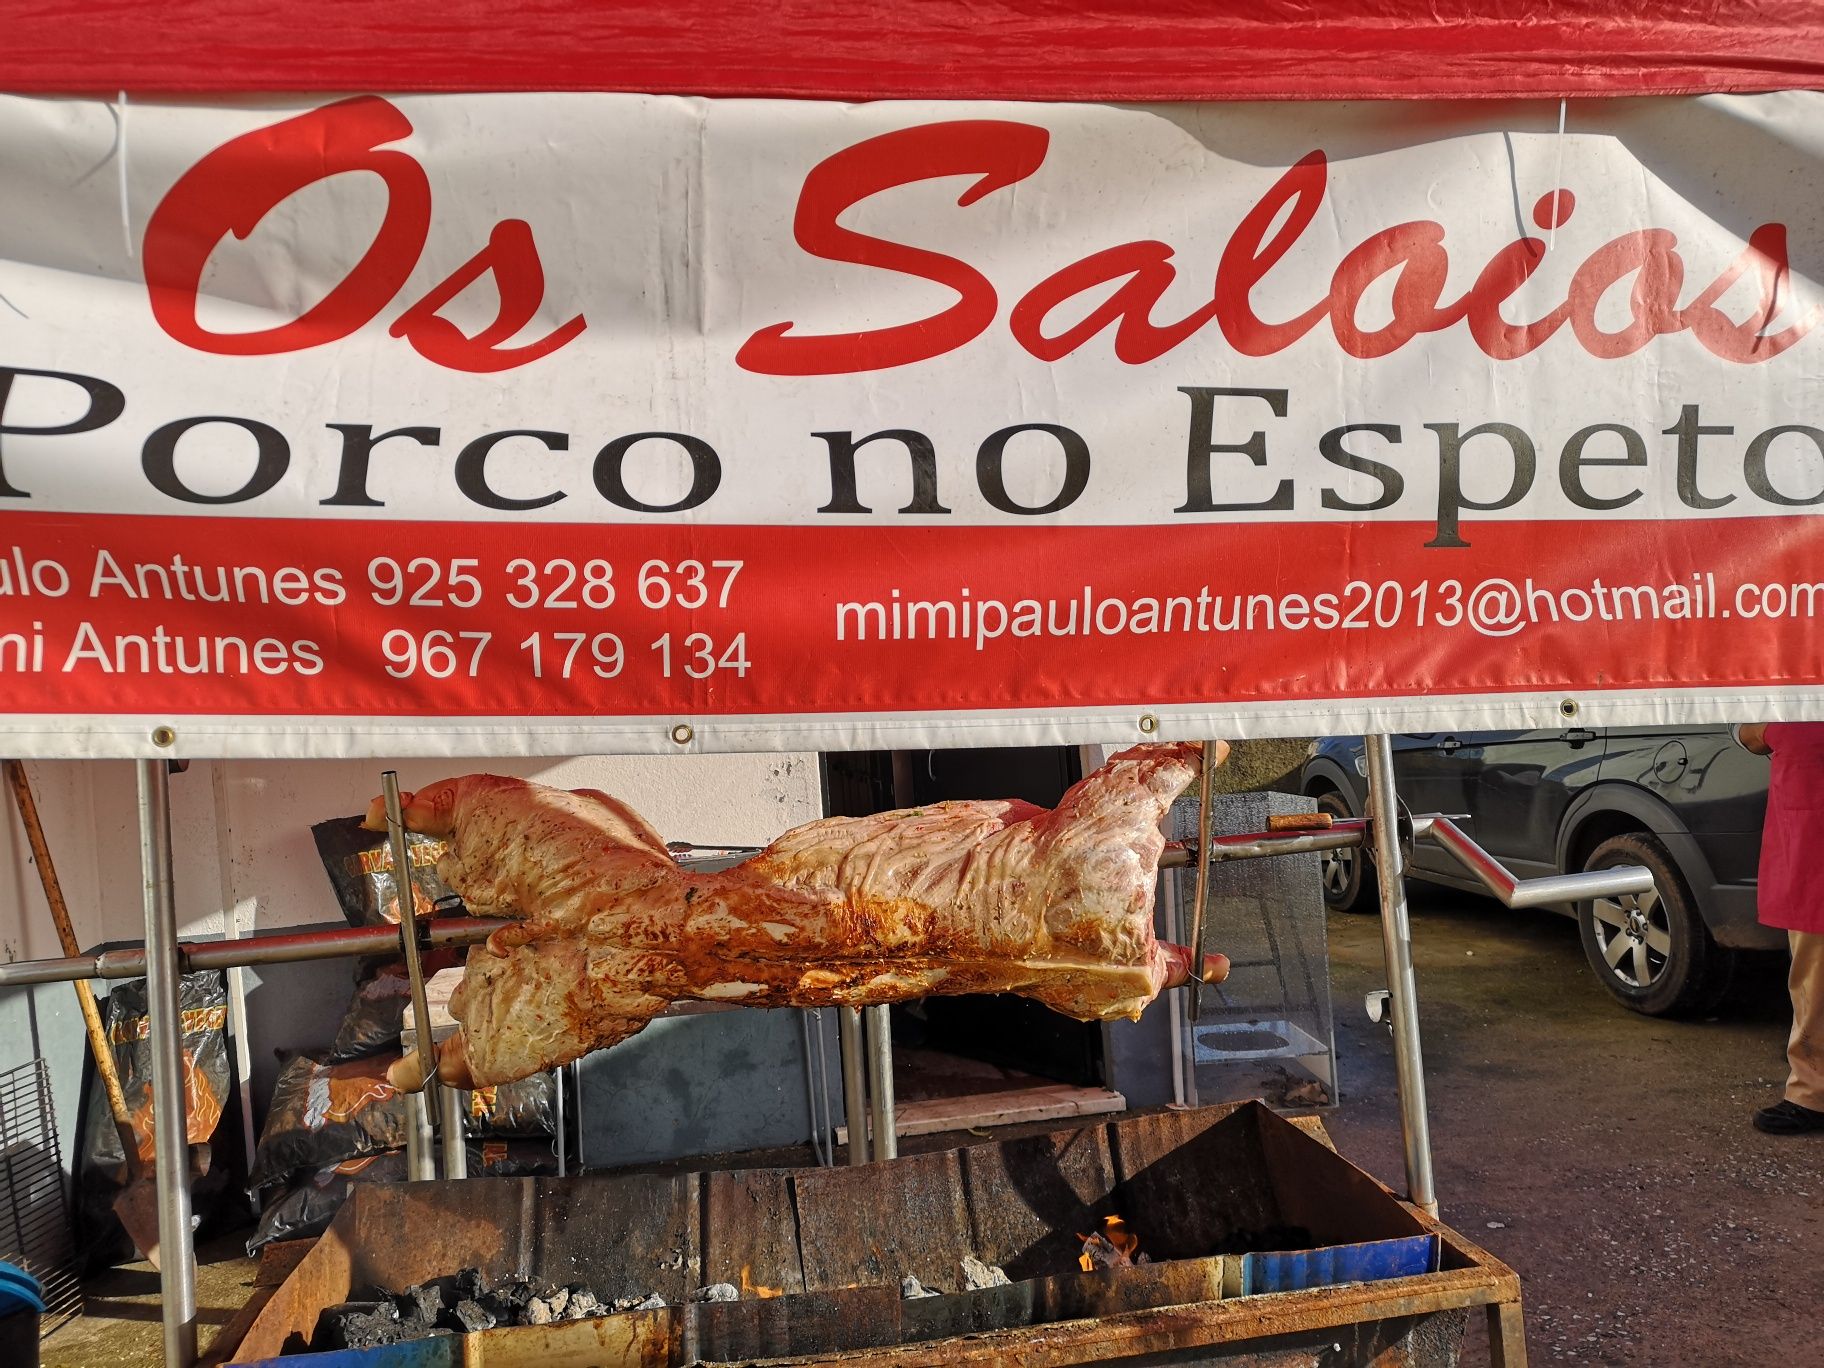 Os Saloios
Porco no Espeto
ulo Antunes 925 328 637
mi Antunes 967 179 134
mimipauloantunes2013@hotmail.com